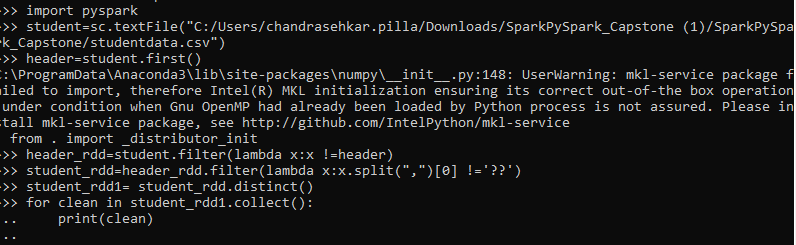 >>> import pyspark
>>> student=sc.textFile("C:/Users/chandrasehkar.pilla/Downloads/SparkPySpark_Capstone (1)/SparkPySpa
rk_Capstone/studentdata.csv")
>>> header=student.first()
C:\ProgramData\Anaconda3\lib\site-packages\numpy\__init__.py:148: UserWarning: mkl-service package f
ailed to import, therefore Intel(R) MKL initialization ensuring its correct out-of-the box operation
under condition when Gnu OpenMP had already been loaded by Python process is not assured. Please in
stall mkl-service package, see http://github.com/IntelPython/mkl-service
from . import _distributor_init
>>> header_rdd=student.filter(lambda x:x !=header)
>>> student_rdd=header_rdd.filter(lambda x:x.split(",")[0] !='??')
>>> student_rdd1= student_rdd.distinct()
>>> for clean in student_rdd1.collect():
...     print(clean)
...